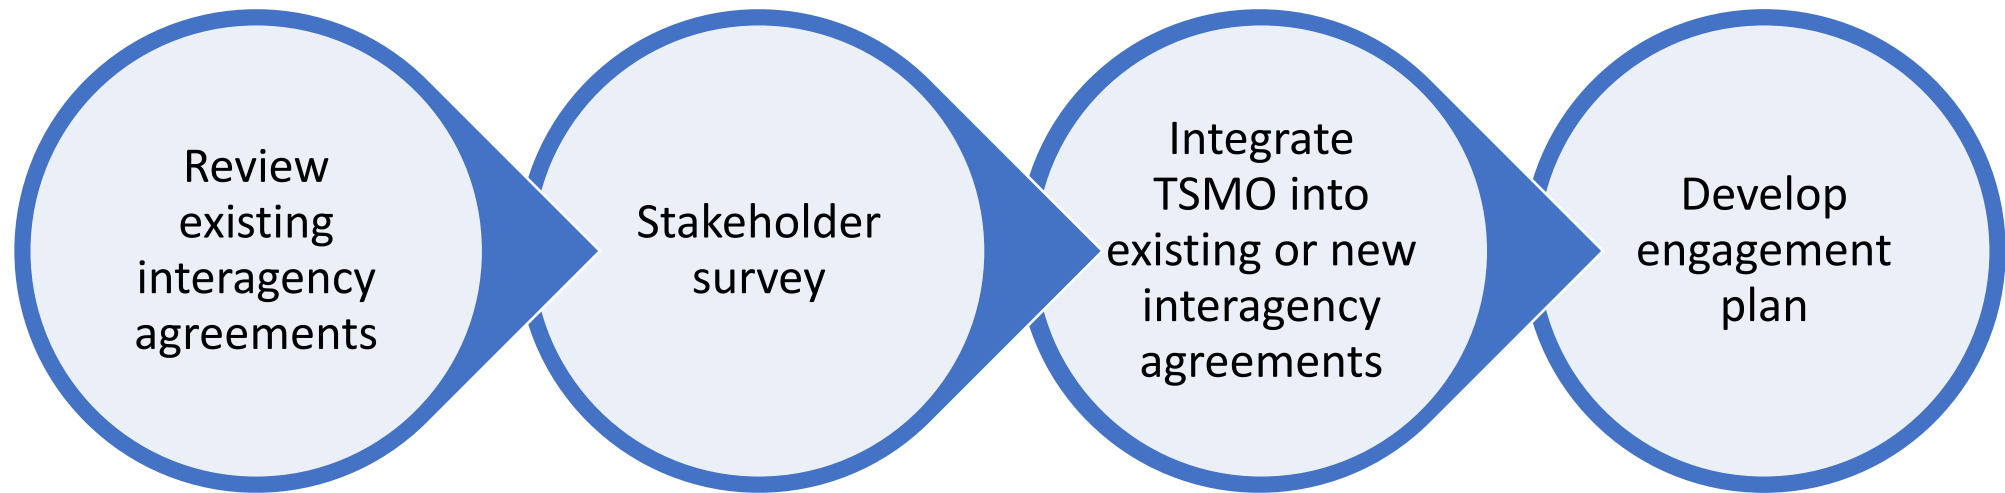 Review
existing
interagency
agreements
Stakeholder
survey
Integrate
TSMO into
existing or new
interagency
agreements
Develop
engagement
plan